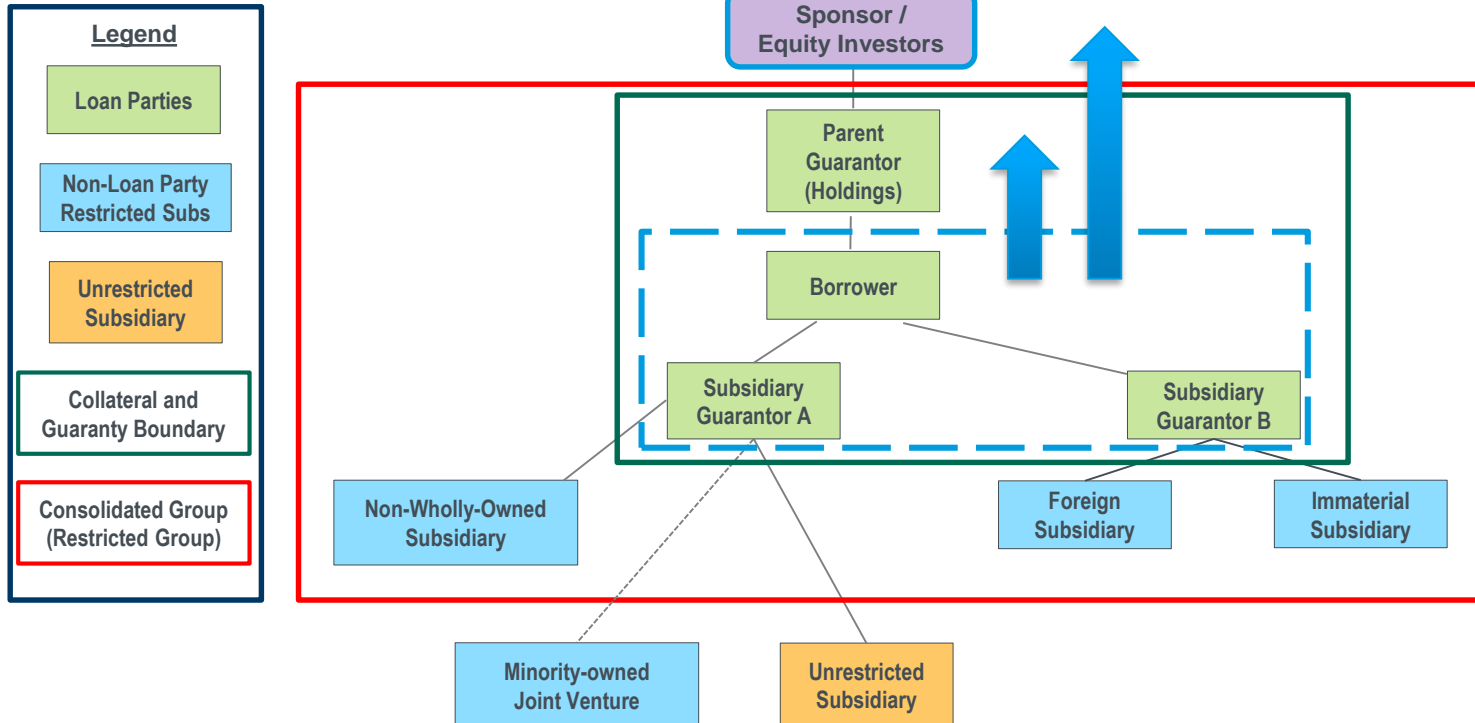 Legend
Loan Parties
Non-Loan Party
Restricted Subs
Unrestricted
Subsidiary
Collateral and
Guaranty Boundary
Consolidated Group
(Restricted Group)
Sponsor /
Equity Investors
Parent
Guarantor
(Holdings)
Borrower
Subsidiary
Guarantor A
Subsidiary
Guarantor B
Non-Wholly-Owned
Subsidiary
Foreign
Subsidiary
Immaterial
Subsidiary
Minority-owned
Joint Venture
Unrestricted
Subsidiary